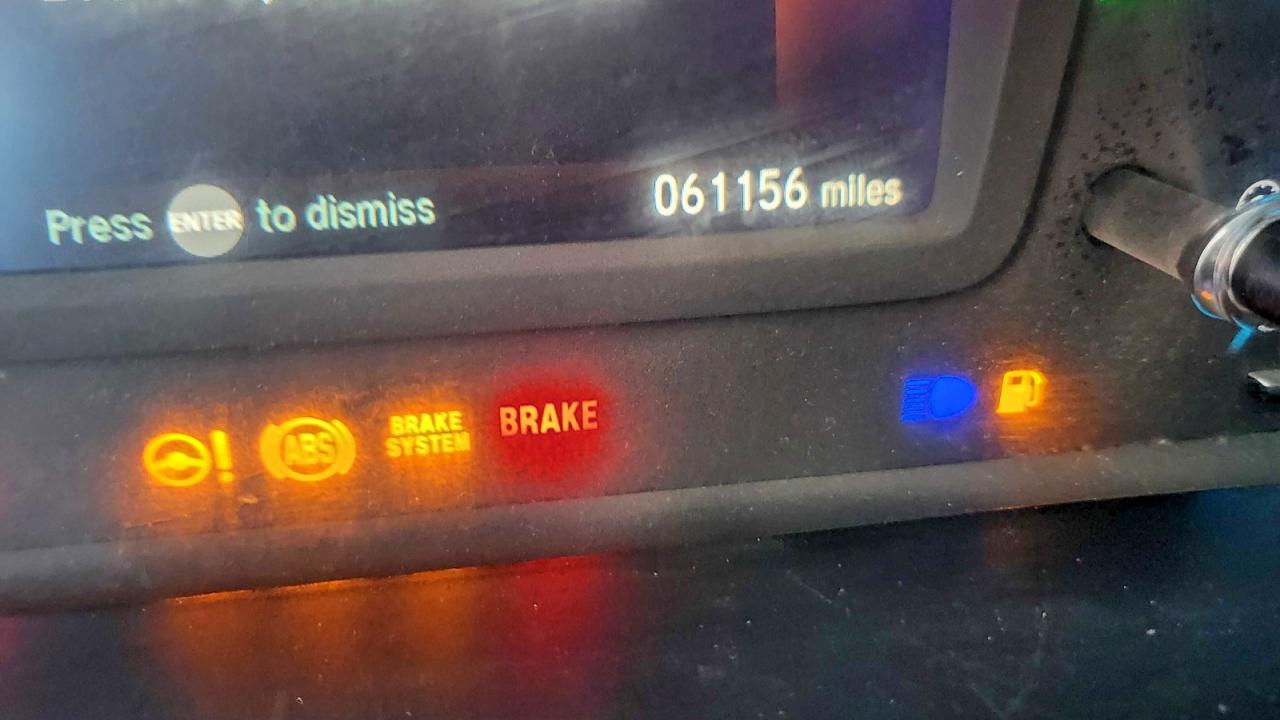 Press ENTER to dismiss
061156 miles
ABS
BRAKE
SYSTEM
BRAKE